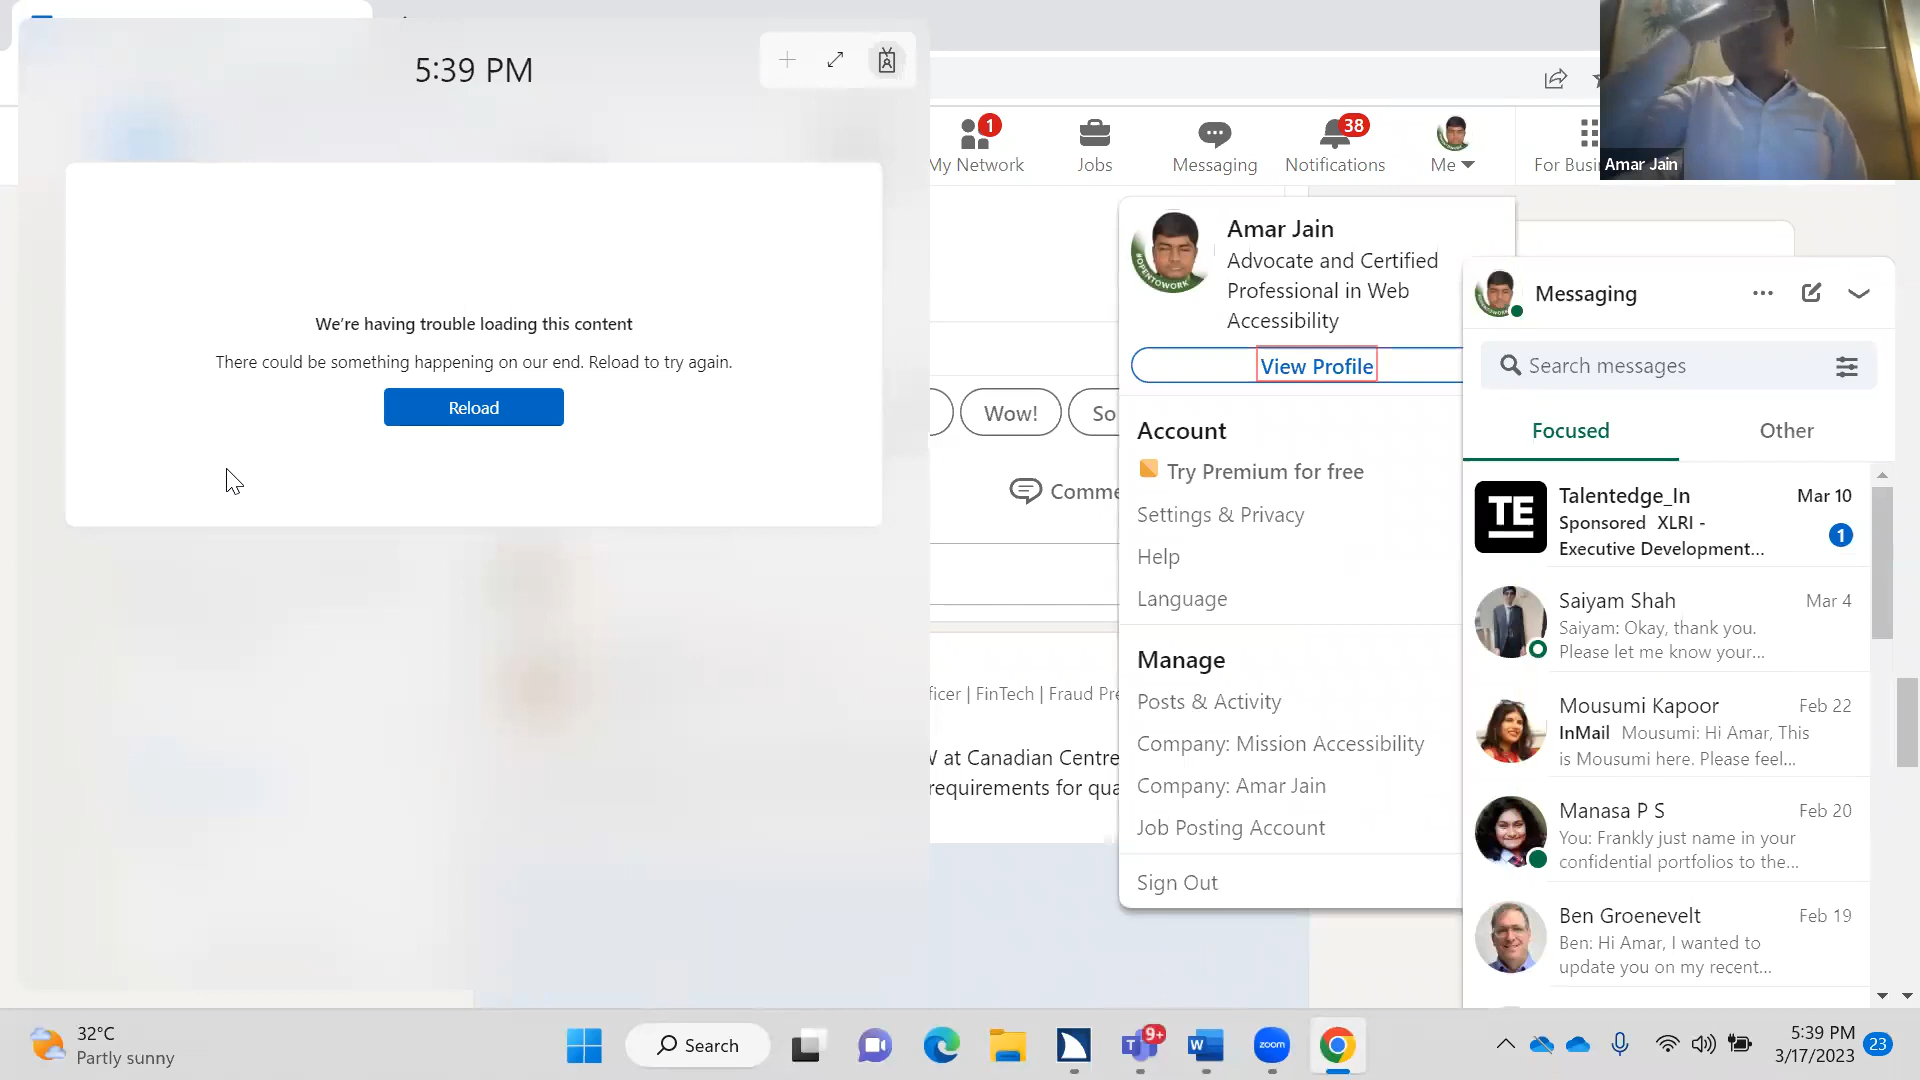 5:39 PM
We're having trouble loading this content
There could be something happening on our end. Reload to try again.
Reload
1
My Network
Jobs
Messaging
38
Notifications
Me
For Busi
Amar Jain
Amar Jain
Advocate and Certified
Professional in Web
Accessibility
#OPENTOWORK
View Profile
Account
Try Premium for free
Settings & Privacy
Help
Language
Manage
Posts & Activity
Company: Mission Accessibility
Company: Amar Jain
Job Posting Account
Sign Out
Wow!
So
Comme
ficer | FinTech | Fraud Pre
at Canadian Centre
requirements for qua
Messaging
Search messages
Focused
Other
TE
Talentedge_In
Mar 10
Sponsored XLRI -
Executive Development...
1
Saiyam Shah
Mar 4
Saiyam: Okay, thank you.
Please let me know your...
Mousumi Kapoor
Feb 22
InMail Mousumi: Hi Amar, This
is Mousumi here. Please feel...
Manasa P S
Feb 20
You: Frankly just name in your
confidential portfolios to the...
Ben Groenevelt
Feb 19
Ben: Hi Amar, I wanted to
update you on my recent...
32°C
Partly sunny
Search
T
9+
W
zoom
5:39 PM
3/17/2023
23